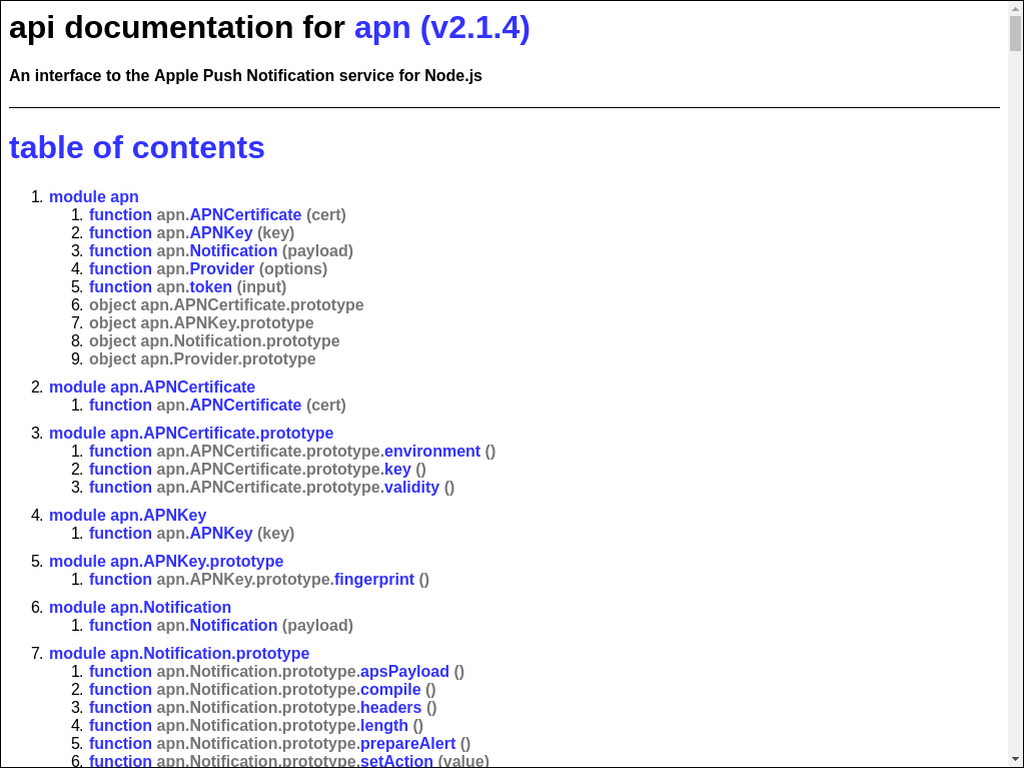 api documentation for apn (v2.1.4)
An interface to the Apple Push Notification service for Node.js
table of contents
1. module apn
1. function apn.APNCertificate (cert)
2. function apn.APNKey (key)
3. function apn.Notification (payload)
4. function apn.Provider (options)
5. function apn.token (input)
6. object apn.APNCertificate.prototype
7. object apn.APNKey.prototype
8. object apn.Notification.prototype
9. object apn.Provider.prototype
2. module apn.APNCertificate
1. function apn.APNCertificate (cert)
3. module apn.APNCertificate.prototype
1. function apn.APNCertificate.prototype.environment ()
2. function apn.APNCertificate.prototype.key ()
3. function apn.APNCertificate.prototype.validity ()
4. module apn.APNKey
1. function apn.APNKey (key)
5. module apn.APNKey.prototype
1. function apn.APNKey.prototype.fingerprint ()
6. module apn.Notification
1. function apn.Notification (payload)
7. module apn.Notification.prototype
1. function apn.Notification.prototype.apsPayload ()
2. function apn.Notification.prototype.compile ()
3. function apn.Notification.prototype.headers ()
4. function apn.Notification.prototype.length ()
5. function apn.Notification.prototype.prepareAlert ()
6. function apn.Notification.prototype.setAction (value)